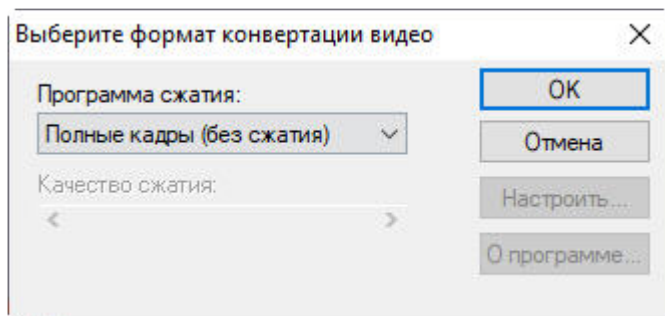 Выберите формат конвертации видео
Программа сжатия:
Полные кадры (без сжатия)
Качество сжатия:
OK
Отмена
Настроить...
О программе...